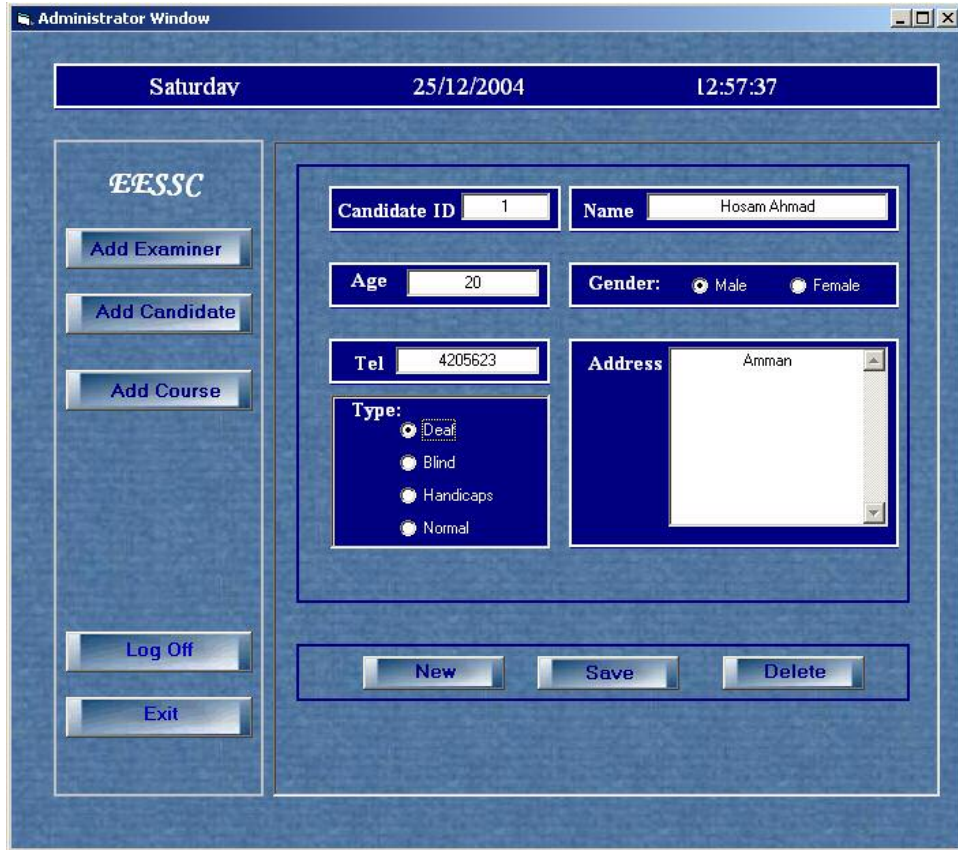 Administrator Window
Saturday 25/12/2004 12:57:37
EESSC
Add Examiner
Add Candidate
Add Course
Log Off
Exit
Candidate ID 1
Name Hosam Ahmad
Age 20
Gender: Male Female
Tel 4205623
Address Amman
Type:
Deaf
Blind
Handicaps
Normal
New Save Delete